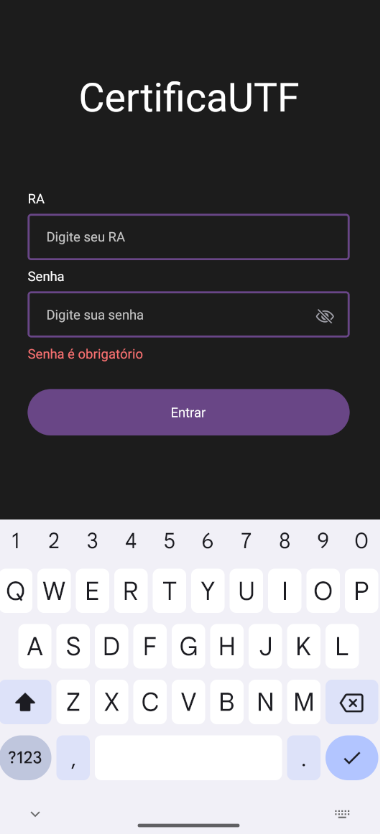 CertificaUTF
RA
Digite seu RA
Senha
Digite sua senha
Senha é obrigatório
Entrar
1 2 3 4 5 6 7 8 9 0
Q W E R T Y U I O P
A S D F G H J K L
Z X C V B N M
?123 , .